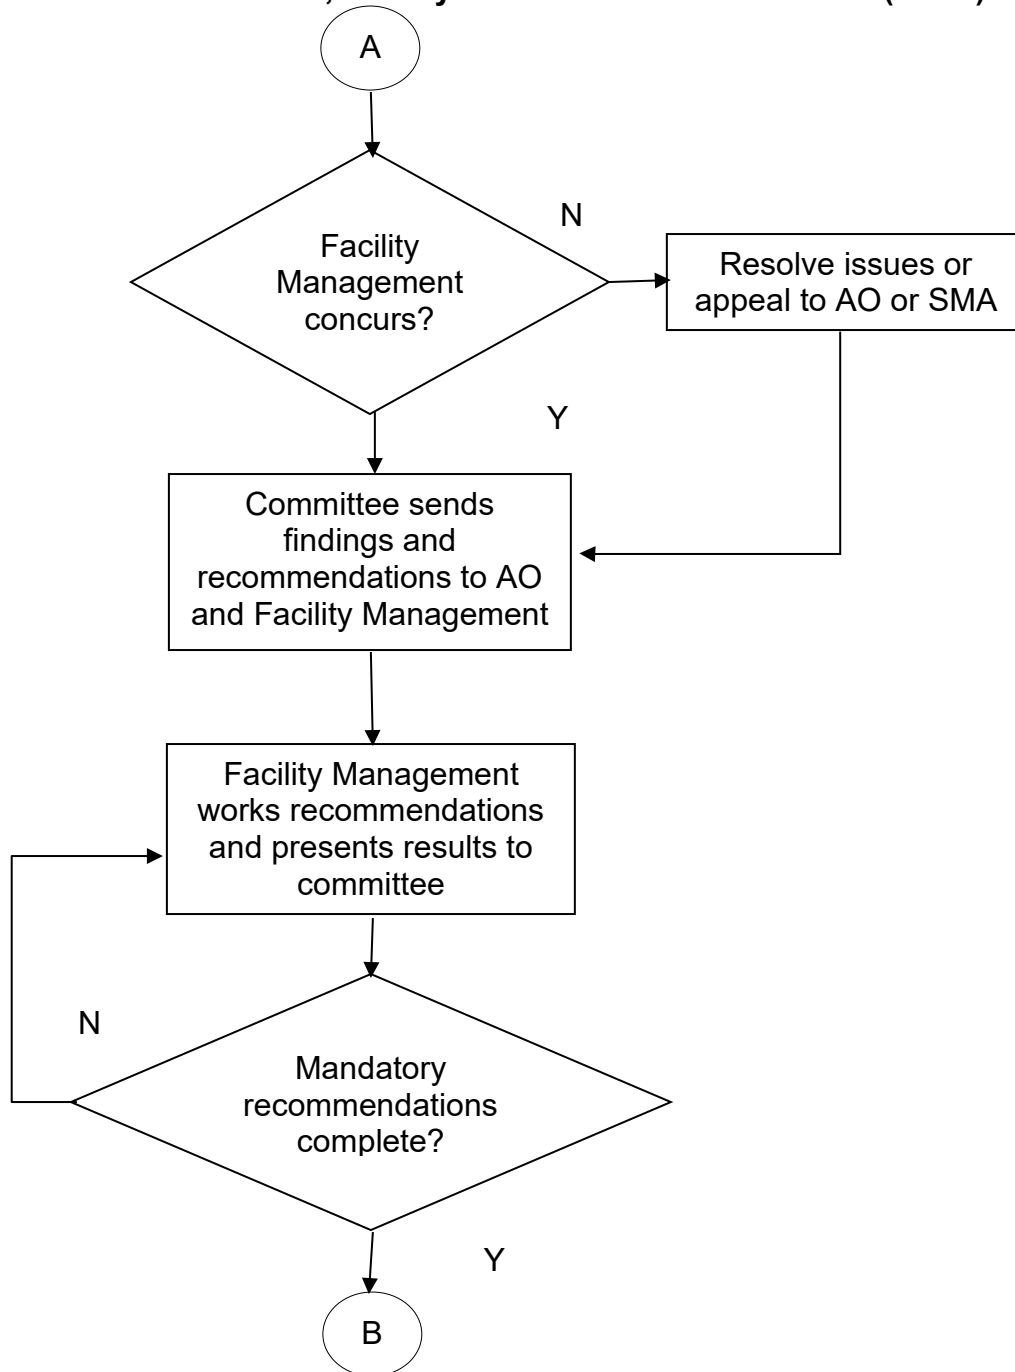 A
Facility
Management
concurs?
N
Resolve issues or
appeal to AO or SMA
Y
Committee sends
findings and
recommendations to AO
and Facility Management
Facility Management
works recommendations
and presents results to
committee
N
Mandatory
recommendations
complete?
Y
B